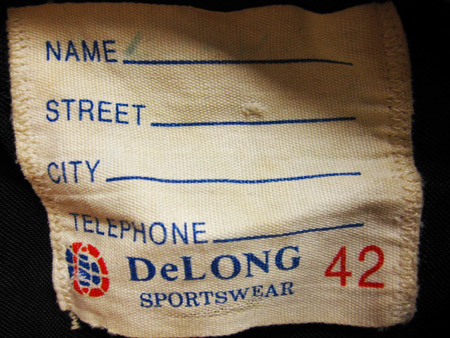 NAME
STREET
CITY
TELEPHONE
DeLONG 42
SPORTSWEAR